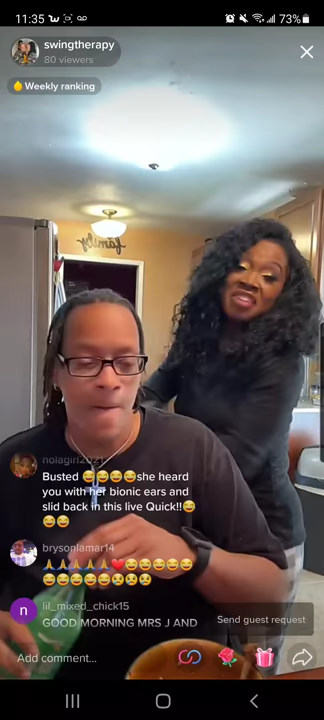 11:35
73%
swingtherapy
80 viewers
Weekly ranking
family
nolagirl2021
Busted 😂😂😂😂she heard
you with her bionic ears and
slid back in this live Quick!!😂
😂😂
brysonlamar14
🙏🙏🙏🙏🙏❤️😂😂😂😂😂
😂😂😂😂😂😢😢😢
n
lil_mixed_chick15
GOOD MORNING MRS J AND
Send guest request
Add comment...